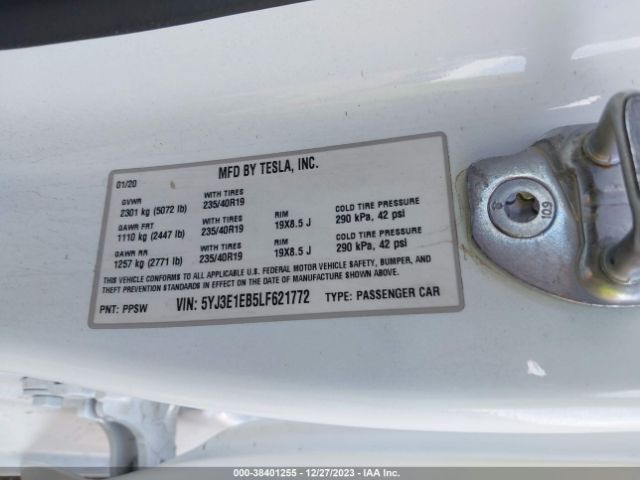 MFD BY TESLA, INC.
01/20
GVWR WITH TIRES
2301 kg (5072 lb) 235/40R19
GAWR FRT WITH TIRES RIM COLD TIRE PRESSURE
1110 kg (2447 lb) 235/40R19 19X8.5 J 290 kPa, 42 psi
GAWR RR WITH TIRES RIM COLD TIRE PRESSURE
1257 kg (2771 lb) 235/40R19 19X8.5 J 290 kPa, 42 psi
THIS VEHICLE CONFORMS TO ALL APPLICABLE U.S. FEDERAL MOTOR VEHICLE SAFETY, BUMPER, AND
THEFT PREVENTION STANDARDS IN EFFECT ON THE DATE OF MANUFACTURE SHOWN ABOVE.
PNT: PPSW VIN: 5YJ3E1EB5LF621772 TYPE: PASSENGER CAR
10.9
000-38401255 - 12/27/2023 - IAA Inc.